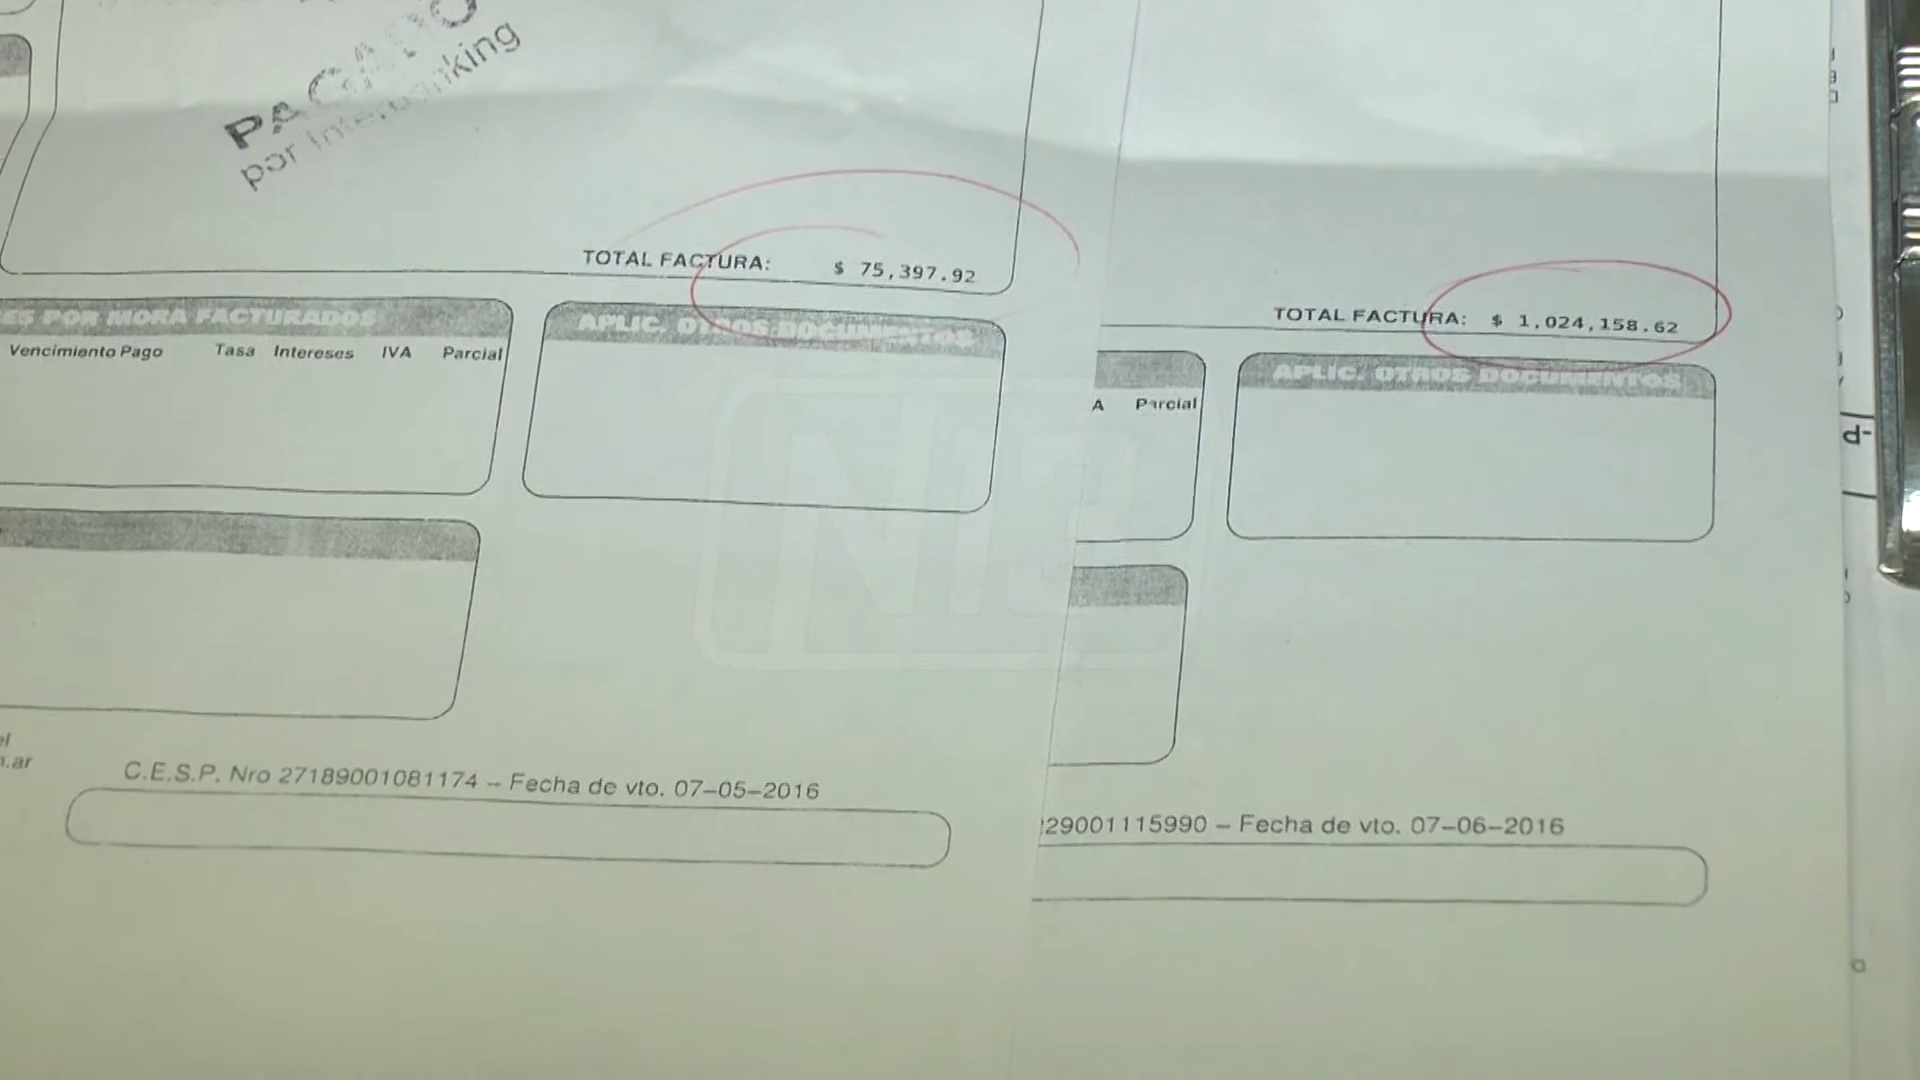 PAGADO
por Interbanking
TOTAL FACTURA: $ 75,397.92
ES POR MORA FACTURADOS
Vencimiento Pago Tasa Intereses IVA Parcial
APLIC. OTROS DOCUMENTOS
C.E.S.P. Nro 27189001081174 – Fecha de vto. 07–05–2016
TOTAL FACTURA: $ 1,024,158.62
A Parcial
APLIC. OTROS DOCUMENTOS
29001115990 – Fecha de vto. 07–06–2016